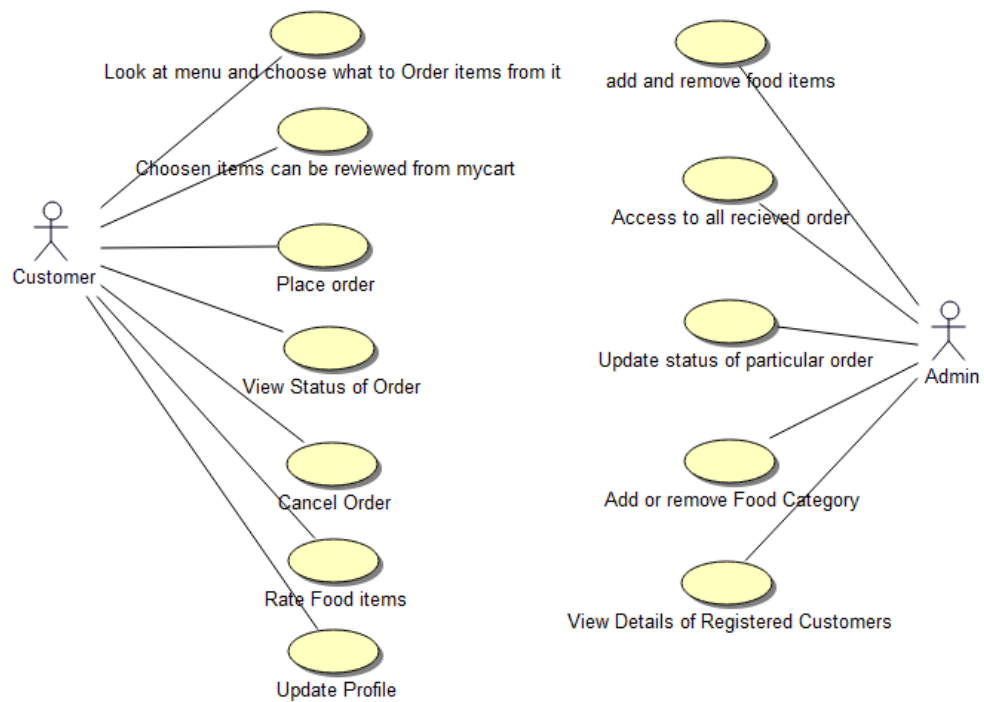 Look at menu and choose what to Order items from it
Choosen items can be reviewed from mycart
Customer
Place order
View Status of Order
Cancel Order
Rate Food items
Update Profile
add and remove food items
Access to all recieved order
Update status of particular order
Admin
Add or remove Food Category
View Details of Registered Customers